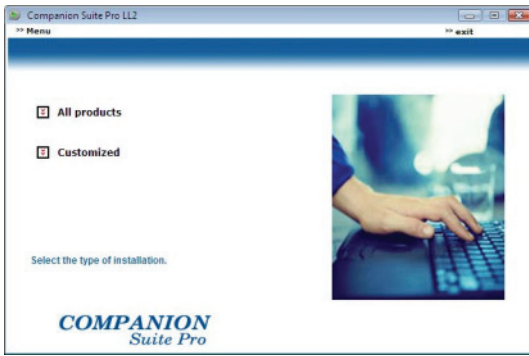 Companion Suite Pro LL2
>> Menu
>> exit
All products
Customized
Select the type of installation.
COMPANION
Suite Pro